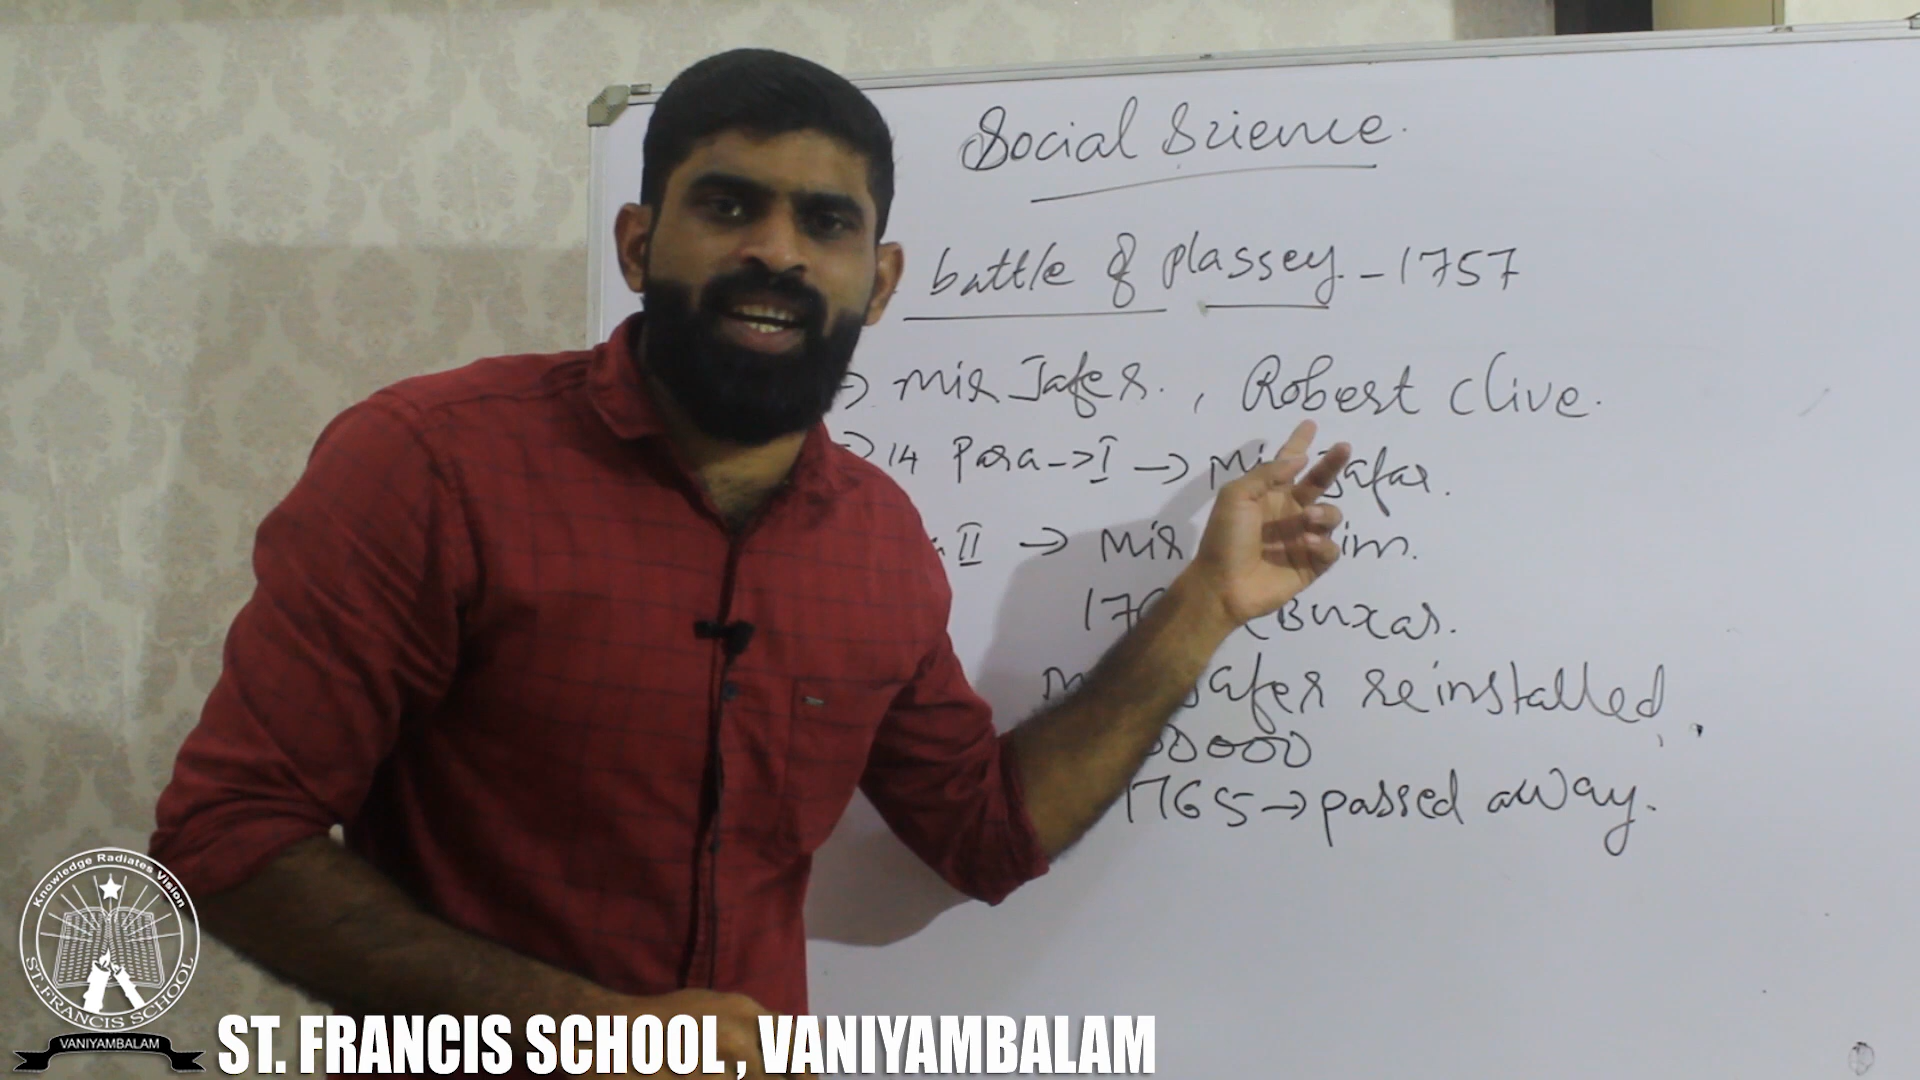 Social Science.
battle of plassey - 1757
→ Mir Jafer. , Robert Clive.
→ 14 Para -> I → Mir Jafar.
II → Mir
Buxar.
Jafer reinstalled
1765 → passed away.
Knowledge Radiates Vision
ST. FRANCIS SCHOOL
VANIYAMBALAM
ST. FRANCIS SCHOOL , VANIYAMBALAM